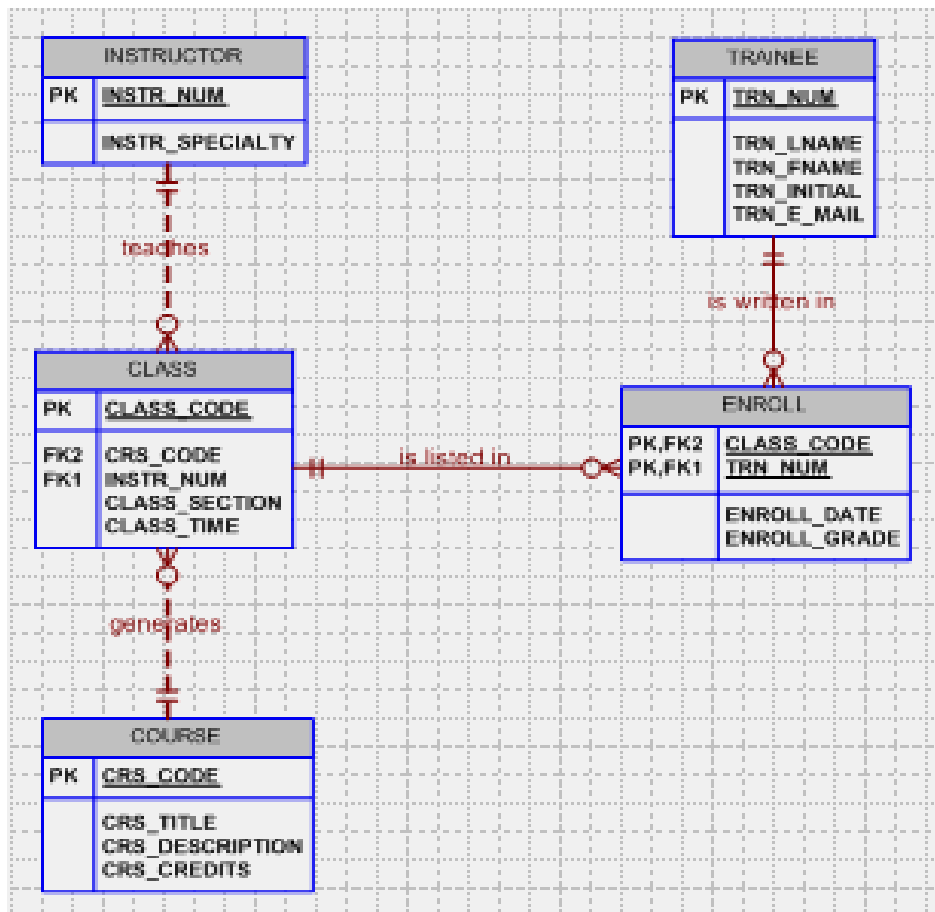 INSTRUCTOR
PK INSTR_NUM
INSTR_SPECIALTY
TRAINEE
PK TRN_NUM
TRN_LNAME
TRN_FNAME
TRN_INITIAL
TRN_E_MAIL
teaches
is written in
CLASS
PK CLASS_CODE
FK2 CRS_CODE
FK1 INSTR_NUM
CLASS_SECTION
CLASS_TIME
is listed in
ENROLL
PK,FK2 CLASS_CODE
PK,FK1 TRN_NUM
ENROLL_DATE
ENROLL_GRADE
generates
COURSE
PK CRS_CODE
CRS_TITLE
CRS_DESCRIPTION
CRS_CREDITS